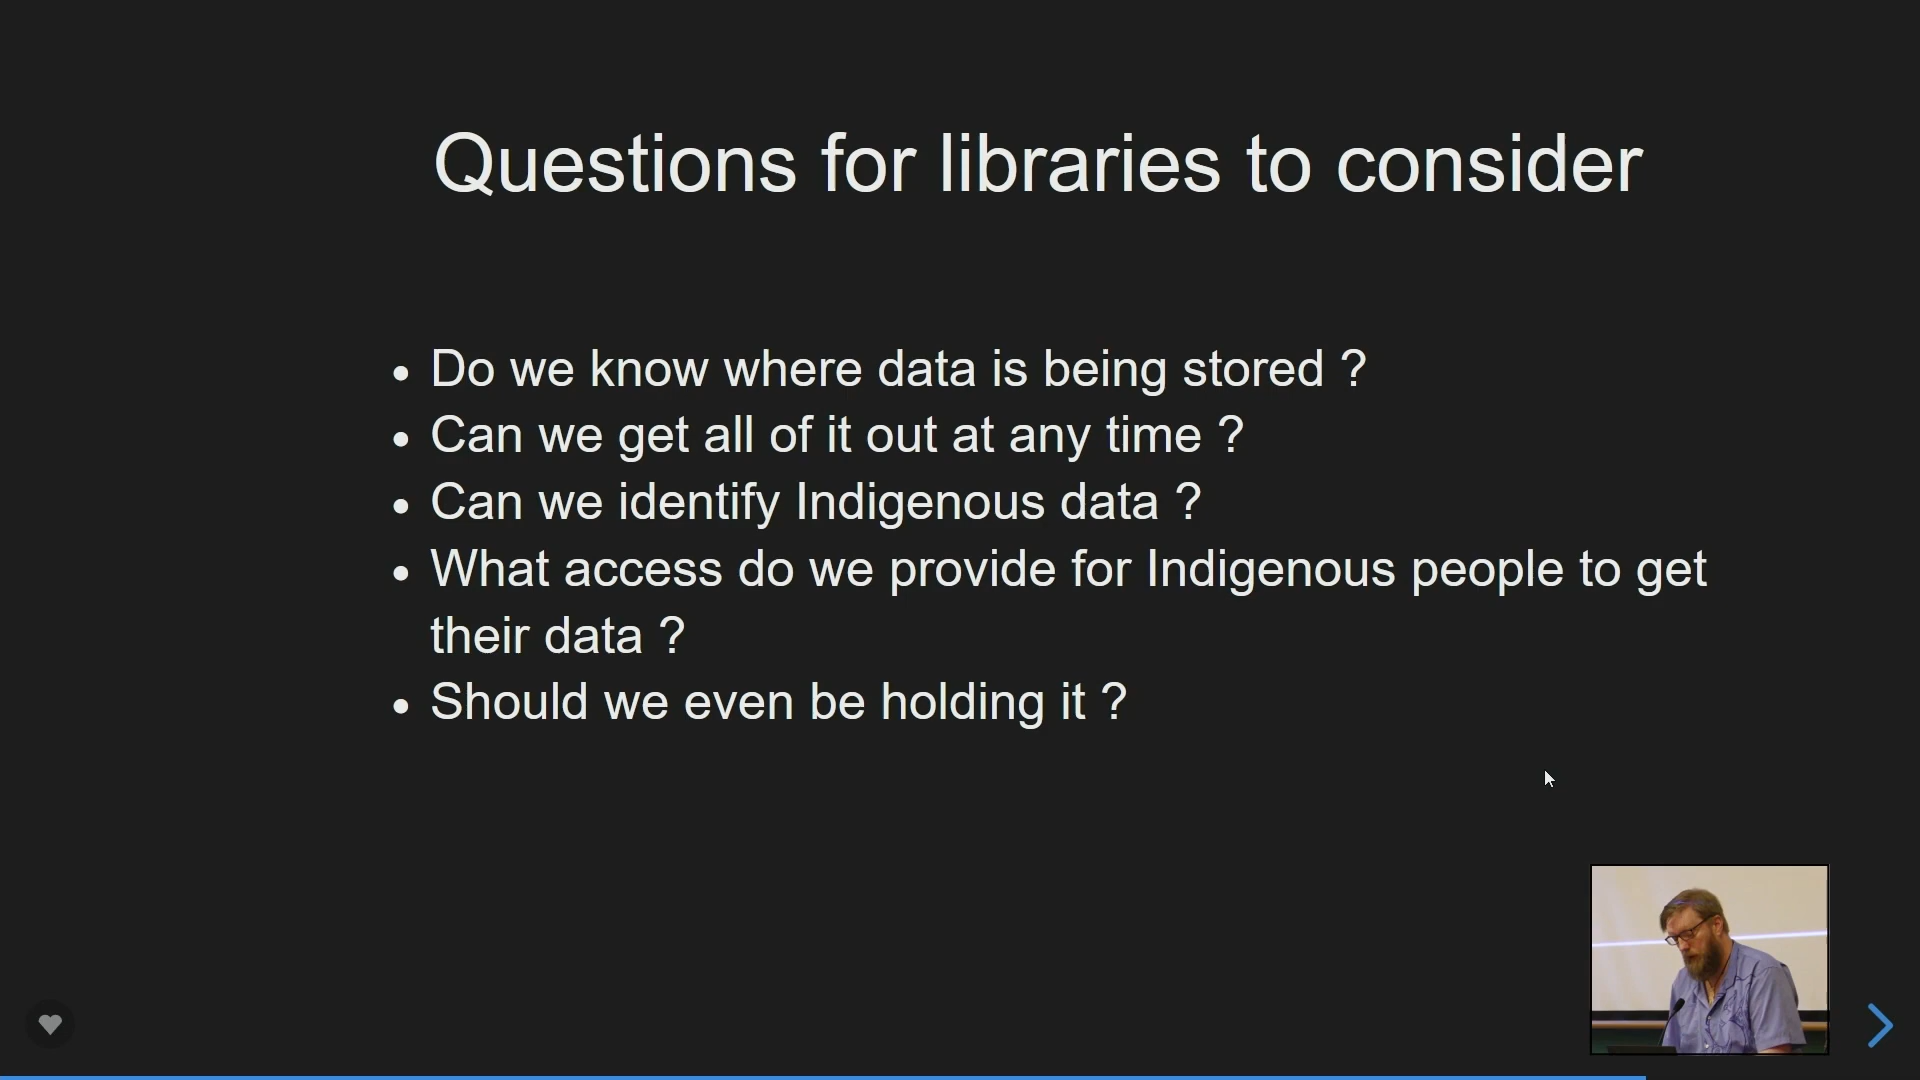 Questions for libraries to consider
• Do we know where data is being stored ?
• Can we get all of it out at any time ?
• Can we identify Indigenous data ?
• What access do we provide for Indigenous people to get
their data ?
• Should we even be holding it ?